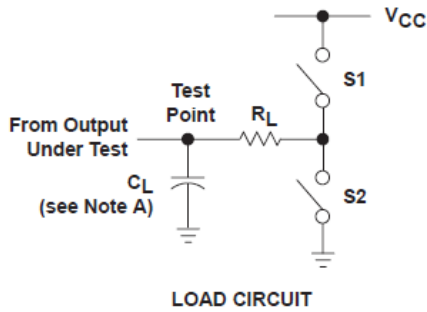 VCC
S1
Test
Point
RL
From Output
Under Test
CL
(see Note A)
S2
LOAD CIRCUIT